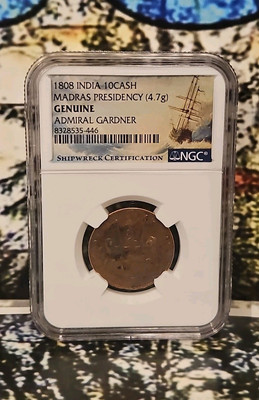 1808 INDIA 10CASH
MADRAS PRESIDENCY (4.7g)
GENUINE
ADMIRAL GARDNER
8328535-446
SHIPWRECK CERTIFICATION
NGC®